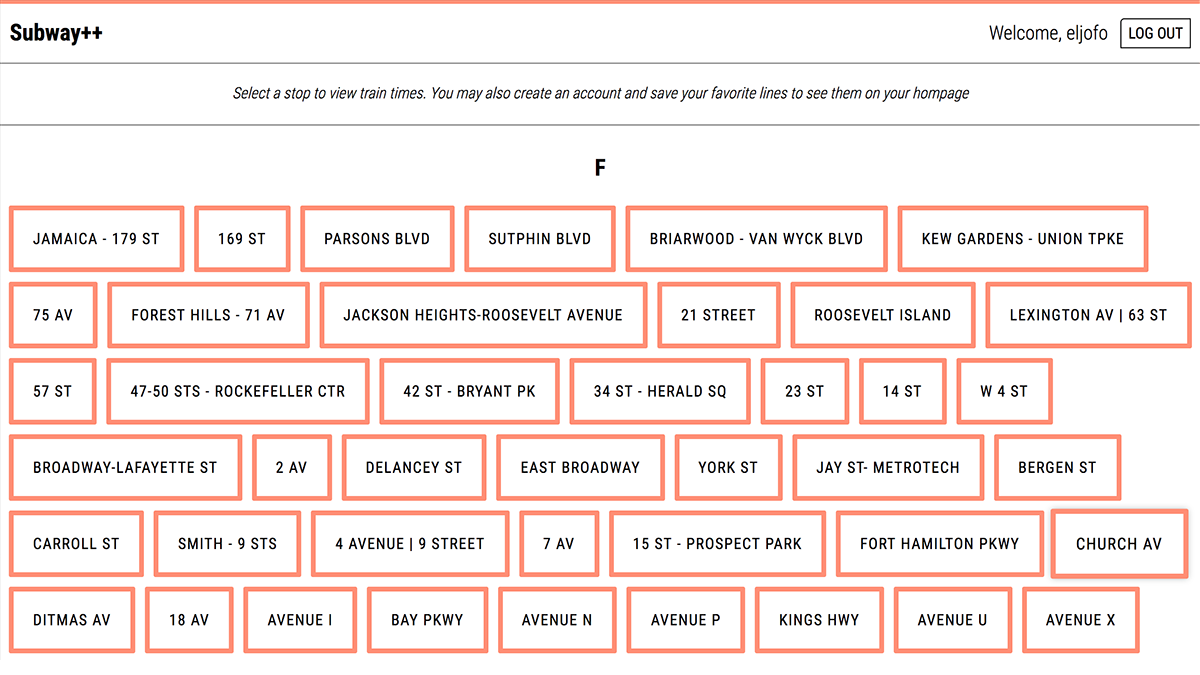 Subway++
Welcome, eljofo
LOG OUT
Select a stop to view train times. You may also create an account and save your favorite lines to see them on your hompage
F
JAMAICA - 179 ST
169 ST
PARSONS BLVD
SUTPHIN BLVD
BRIARWOOD - VAN WYCK BLVD
KEW GARDENS - UNION TPKE
75 AV
FOREST HILLS - 71 AV
JACKSON HEIGHTS-ROOSEVELT AVENUE
21 STREET
ROOSEVELT ISLAND
LEXINGTON AV | 63 ST
57 ST
47-50 STS - ROCKEFELLER CTR
42 ST - BRYANT PK
34 ST - HERALD SQ
23 ST
14 ST
W 4 ST
BROADWAY-LAFAYETTE ST
2 AV
DELANCEY ST
EAST BROADWAY
YORK ST
JAY ST- METROTECH
BERGEN ST
CARROLL ST
SMITH - 9 STS
4 AVENUE | 9 STREET
7 AV
15 ST - PROSPECT PARK
FORT HAMILTON PKWY
CHURCH AV
DITMAS AV
18 AV
AVENUE I
BAY PKWY
AVENUE N
AVENUE P
KINGS HWY
AVENUE U
AVENUE X